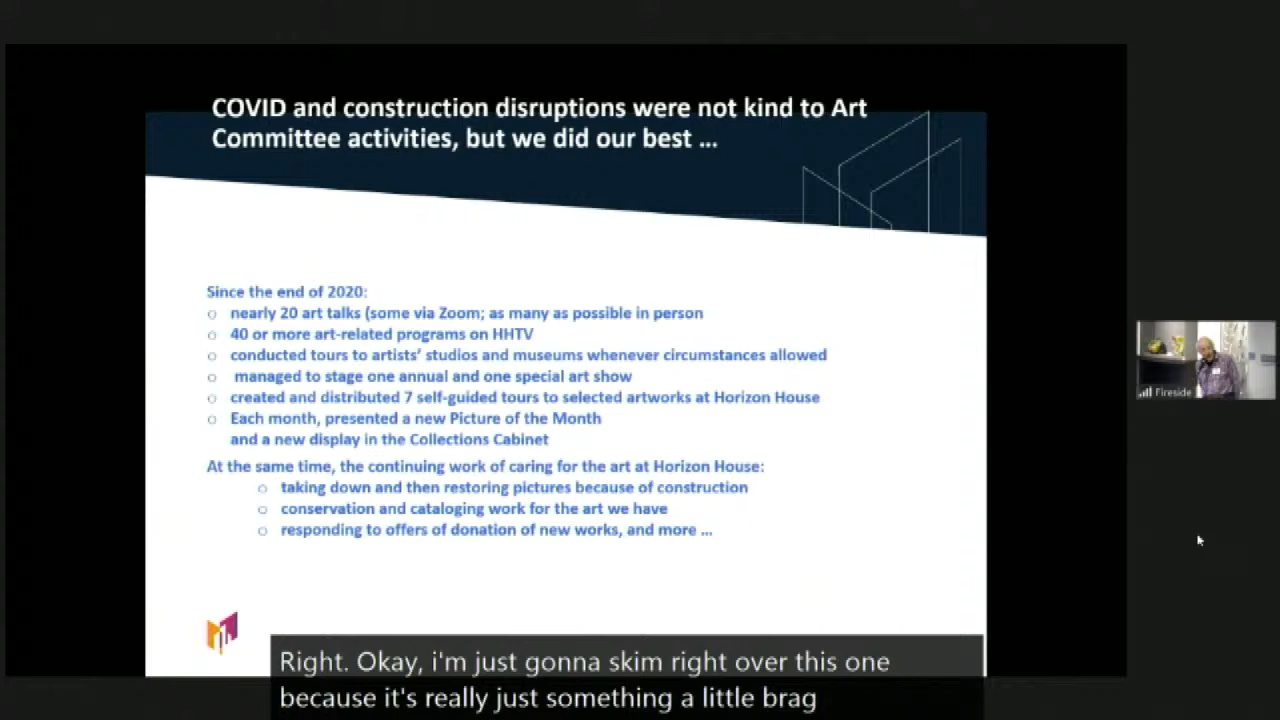 COVID and construction disruptions were not kind to Art
Committee activities, but we did our best ...
Since the end of 2020:
○ nearly 20 art talks (some via Zoom; as many as possible in person
○ 40 or more art-related programs on HHTV
○ conducted tours to artists' studios and museums whenever circumstances allowed
○ managed to stage one annual and one special art show
○ created and distributed 7 self-guided tours to selected artworks at Horizon House
○ Each month, presented a new Picture of the Month
and a new display in the Collections Cabinet
At the same time, the continuing work of caring for the art at Horizon House:
○ taking down and then restoring pictures because of construction
○ conservation and cataloging work for the art we have
○ responding to offers of donation of new works, and more ...
Fireside
Right. Okay, i'm just gonna skim right over this one
because it's really just something a little brag